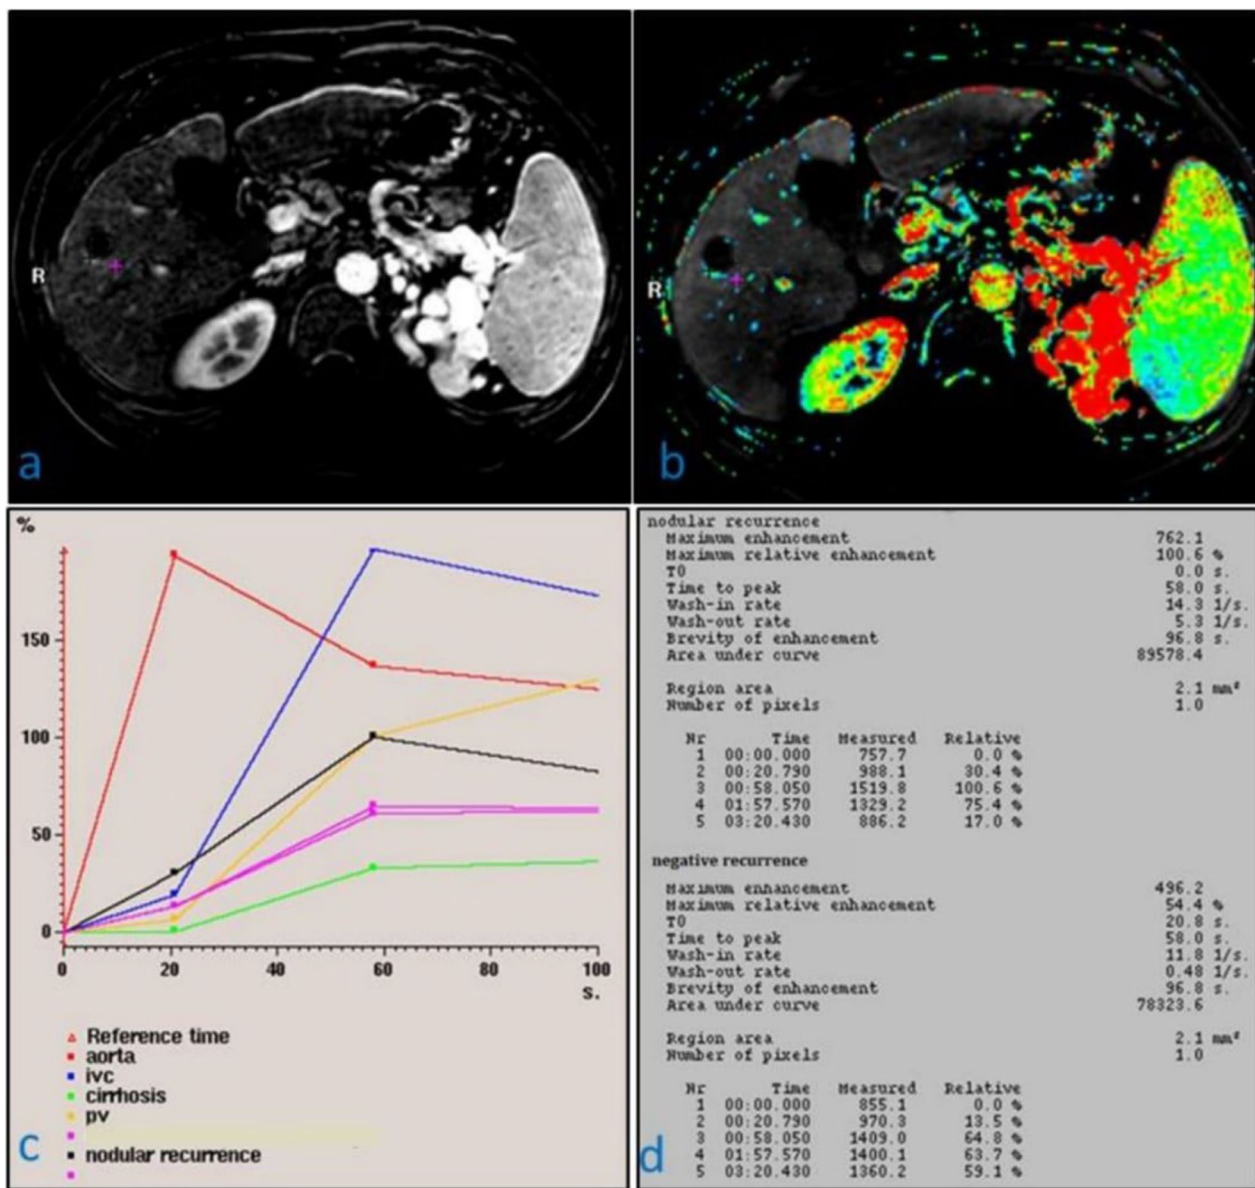 R
a
R
b
%
150
100
50
0
0 20 40 60 80 100
s.
Reference time
aorta
ivc
cirrhosis
pv
nodular recurrence
c
nodular recurrence
Maximum enhancement 762.1
Maximum relative enhancement 100.6 %
T0 0.0 s.
Time to peak 58.0 s.
Wash-in rate 14.3 1/s.
Wash-out rate 5.3 1/s.
Brevity of enhancement 96.8 s.
Area under curve 89578.4
Region area 2.1 mm²
Number of pixels 1.0
Nr Time Measured Relative
1 00:00.000 757.7 0.0 %
2 00:20.790 988.1 30.4 %
3 00:58.050 1519.8 100.6 %
4 01:57.570 1329.2 75.4 %
5 03:20.430 886.2 17.0 %
negative recurrence
Maximum enhancement 496.2
Maximum relative enhancement 54.4 %
T0 20.8 s.
Time to peak 58.0 s.
Wash-in rate 11.8 1/s.
Wash-out rate 0.48 1/s.
Brevity of enhancement 96.8 s.
Area under curve 78323.6
Region area 2.1 mm²
Number of pixels 1.0
Nr Time Measured Relative
1 00:00.000 855.1 0.0 %
2 00:20.790 970.3 13.5 %
3 00:58.050 1409.0 64.8 %
4 01:57.570 1400.1 63.7 %
5 03:20.430 1360.2 59.1 %
d